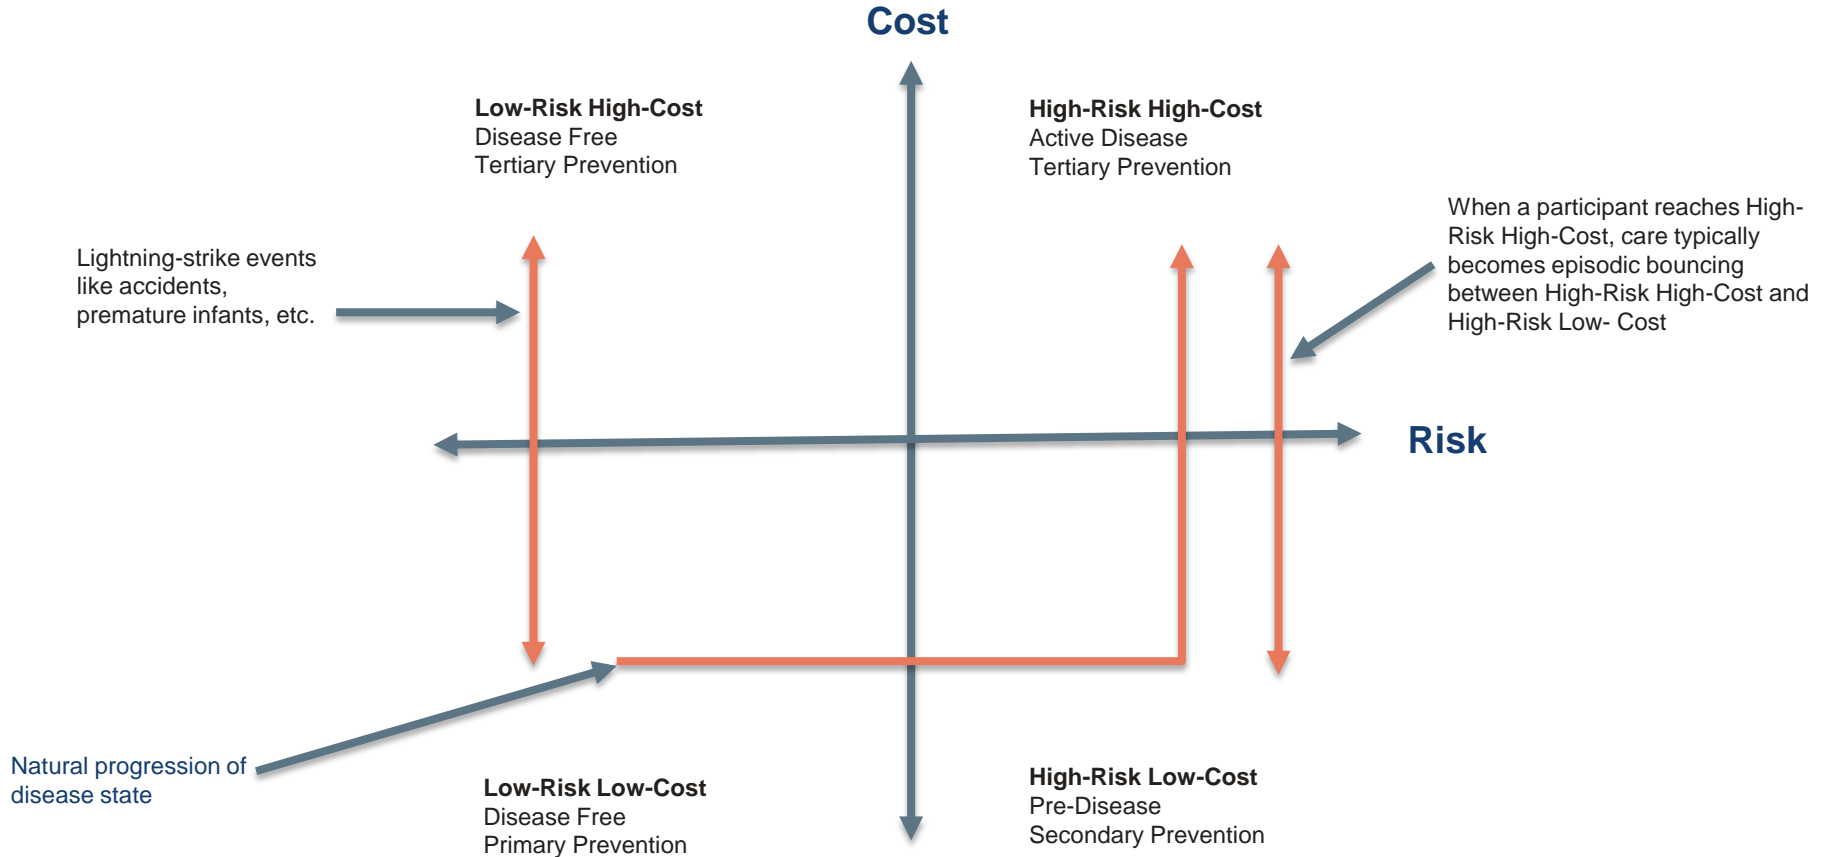 Cost
Low-Risk High-Cost
Disease Free
Tertiary Prevention
High-Risk High-Cost
Active Disease
Tertiary Prevention
Lightning-strike events
like accidents,
premature infants, etc.
When a participant reaches High-
Risk High-Cost, care typically
becomes episodic bouncing
between High-Risk High-Cost and
High-Risk Low- Cost
Risk
Natural progression of
disease state
Low-Risk Low-Cost
Disease Free
Primary Prevention
High-Risk Low-Cost
Pre-Disease
Secondary Prevention